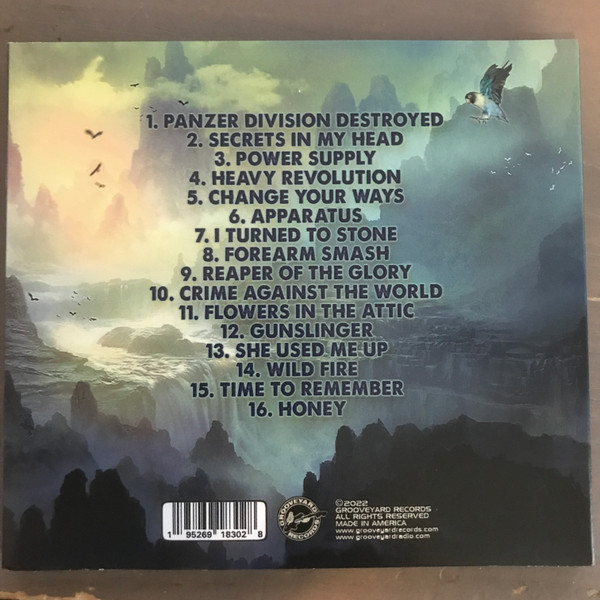 1. PANZER DIVISION DESTROYED
2. SECRETS IN MY HEAD
3. POWER SUPPLY
4. HEAVY REVOLUTION
5. CHANGE YOUR WAYS
6. APPARATUS
7. I TURNED TO STONE
8. FOREARM SMASH
9. REAPER OF THE GLORY
10. CRIME AGAINST THE WORLD
11. FLOWERS IN THE ATTIC
12. GUNSLINGER
13. SHE USED ME UP
14. WILD FIRE
15. TIME TO REMEMBER
16. HONEY
1 95269 18302 8
GROOVEYARD
RECORDS
©2022
GROOVEYARD RECORDS
ALL RIGHTS RESERVED
MADE IN AMERICA
www.grooveyardrecords.com
www.grooveyardradio.com